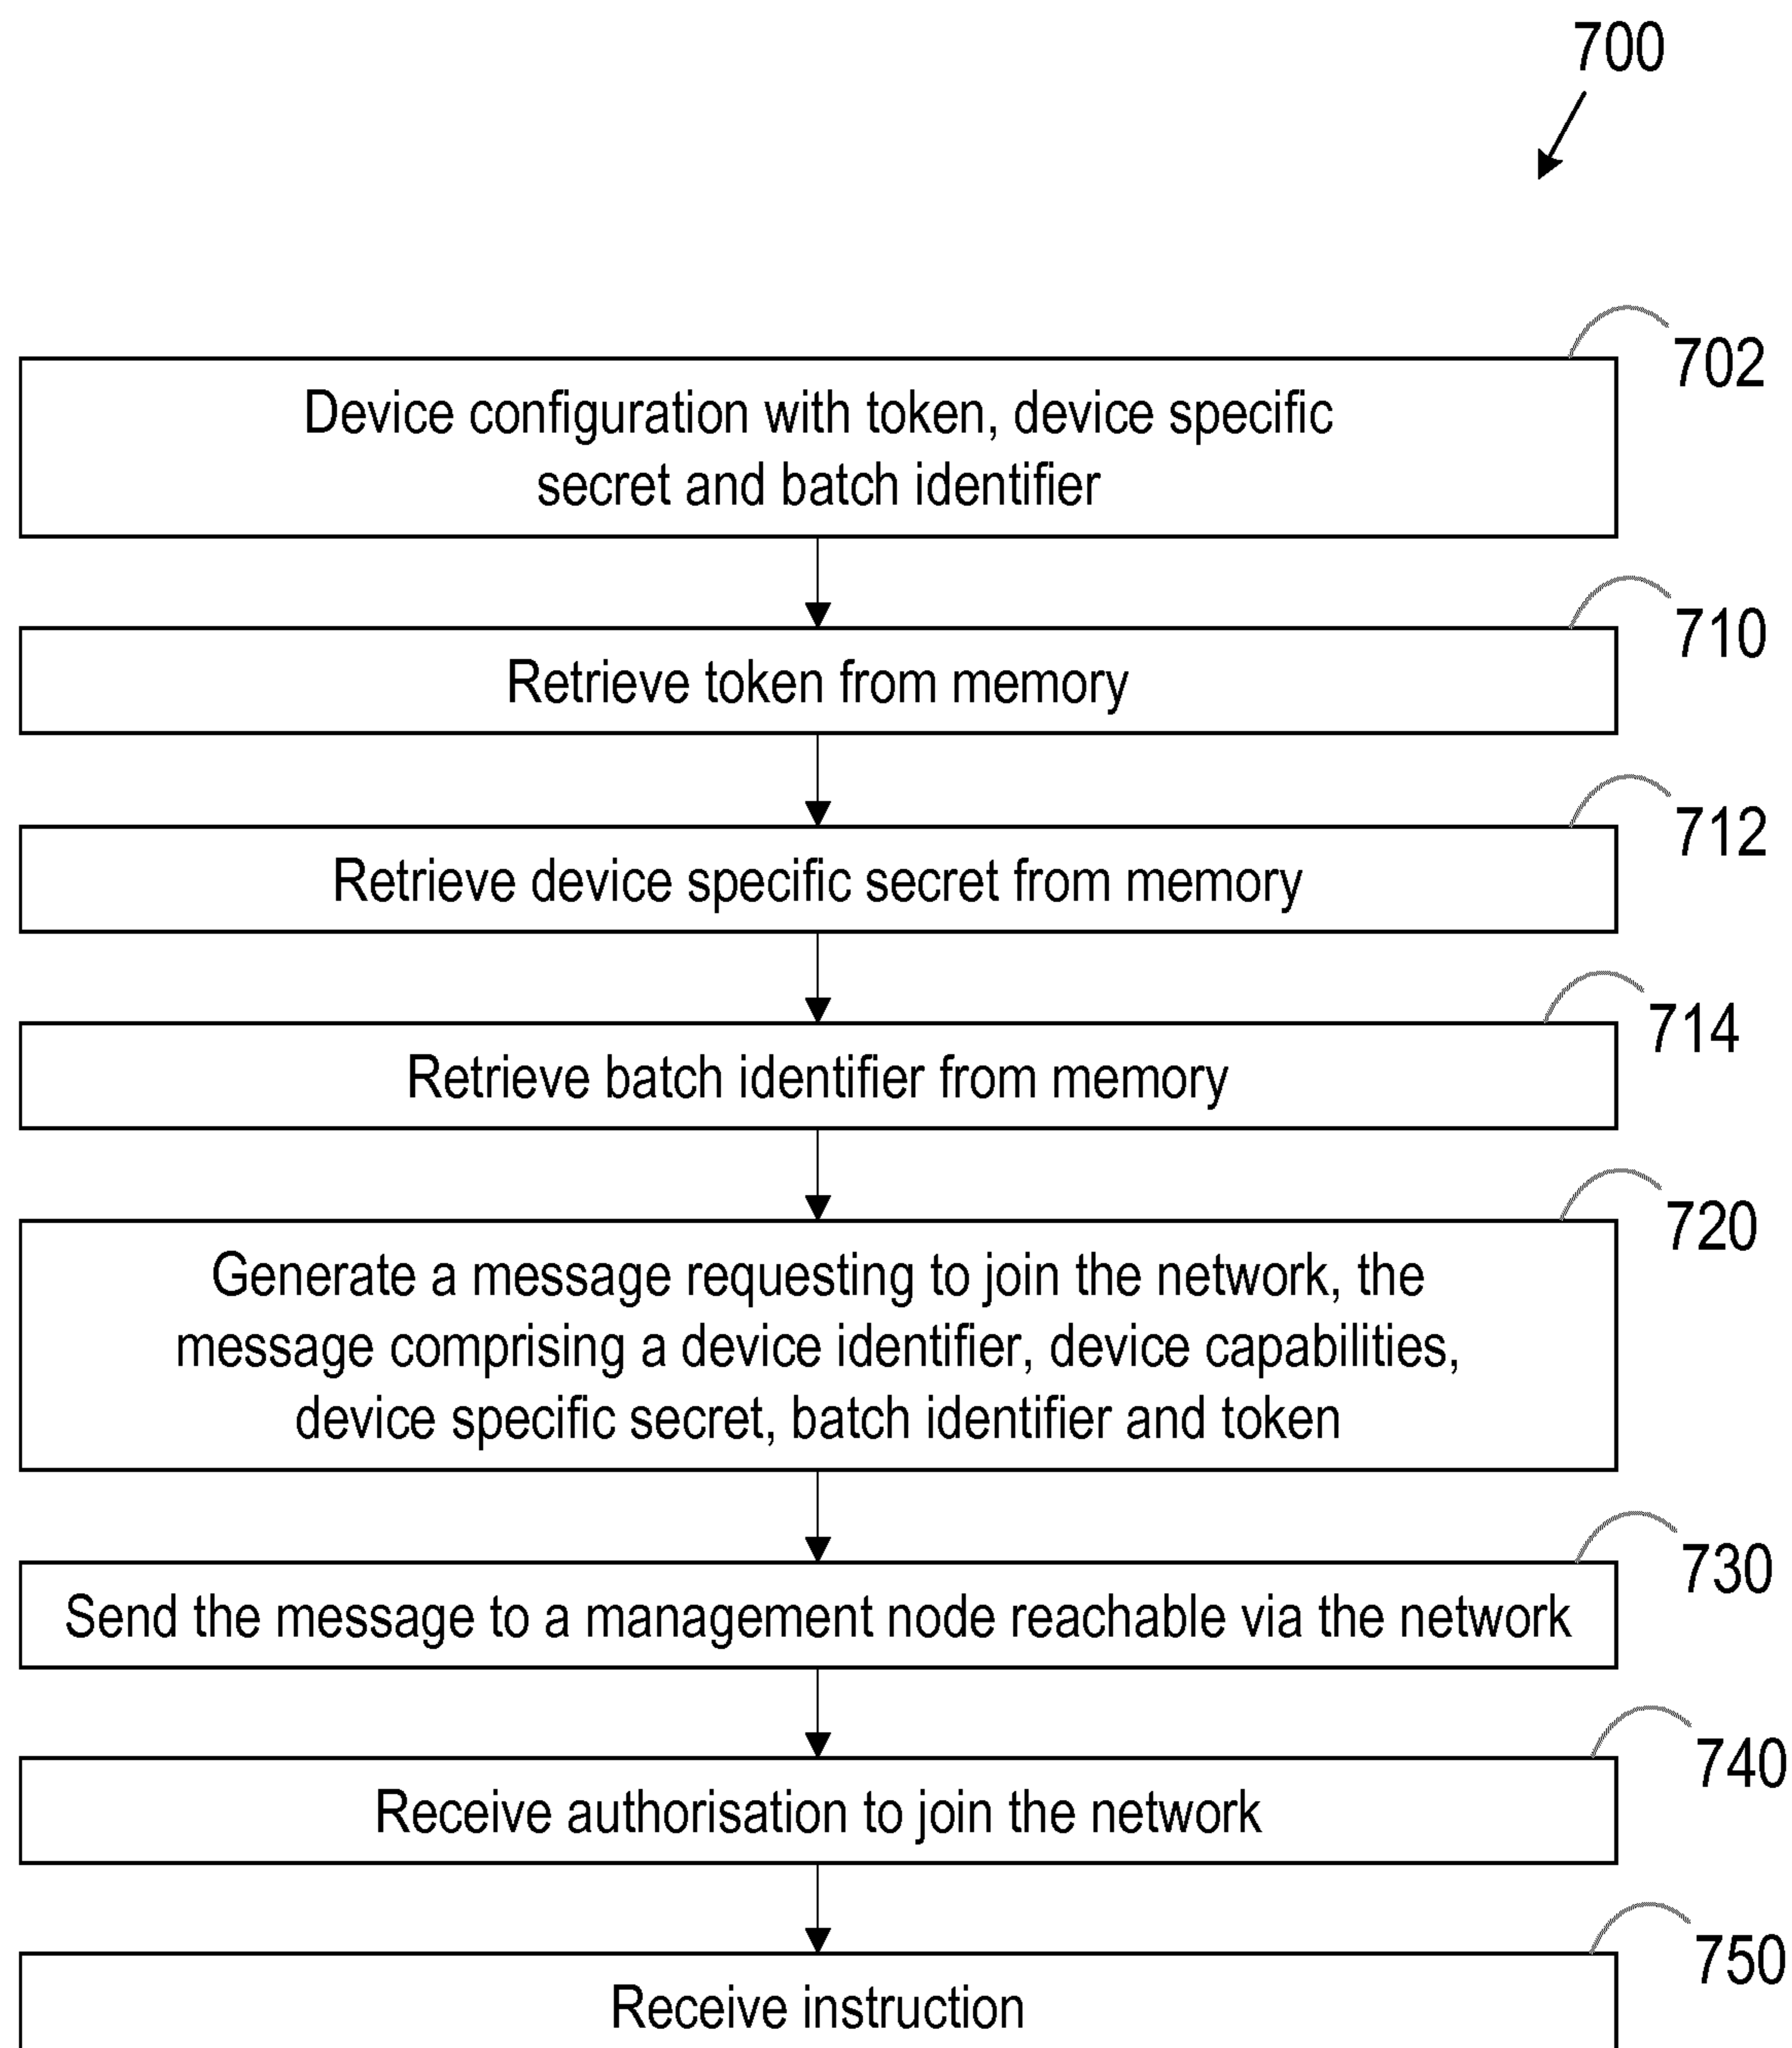 700
702
Device configuration with token, device specific
secret and batch identifier
710
Retrieve token from memory
712
Retrieve device specific secret from memory
714
Retrieve batch identifier from memory
720
Generate a message requesting to join the network, the
message comprising a device identifier, device capabilities,
device specific secret, batch identifier and token
730
Send the message to a management node reachable via the network
740
Receive authorisation to join the network
750
Receive instruction